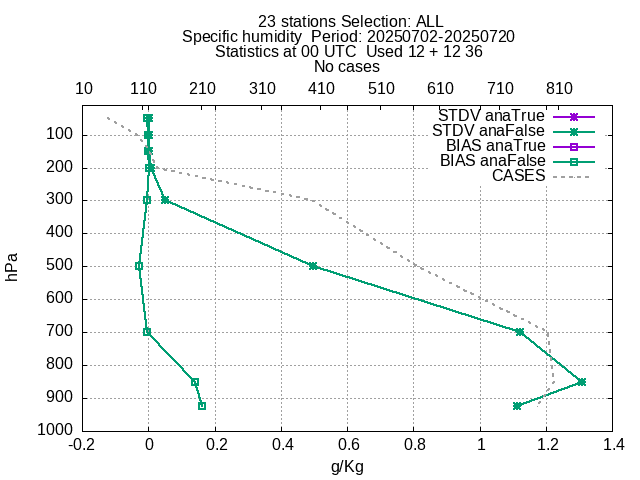 23 stations Selection: ALL
Specific humidity  Period: 20250702-20250720
Statistics at 00 UTC  Used 12 + 12 36
No cases
10 110 210 310 410 510 610 710 810
STDV anaTrue
STDV anaFalse
BIAS anaTrue
BIAS anaFalse
CASES
100
200
300
400
500
600
700
800
900
1000
hPa
-0.2 0 0.2 0.4 0.6 0.8 1 1.2 1.4
g/Kg